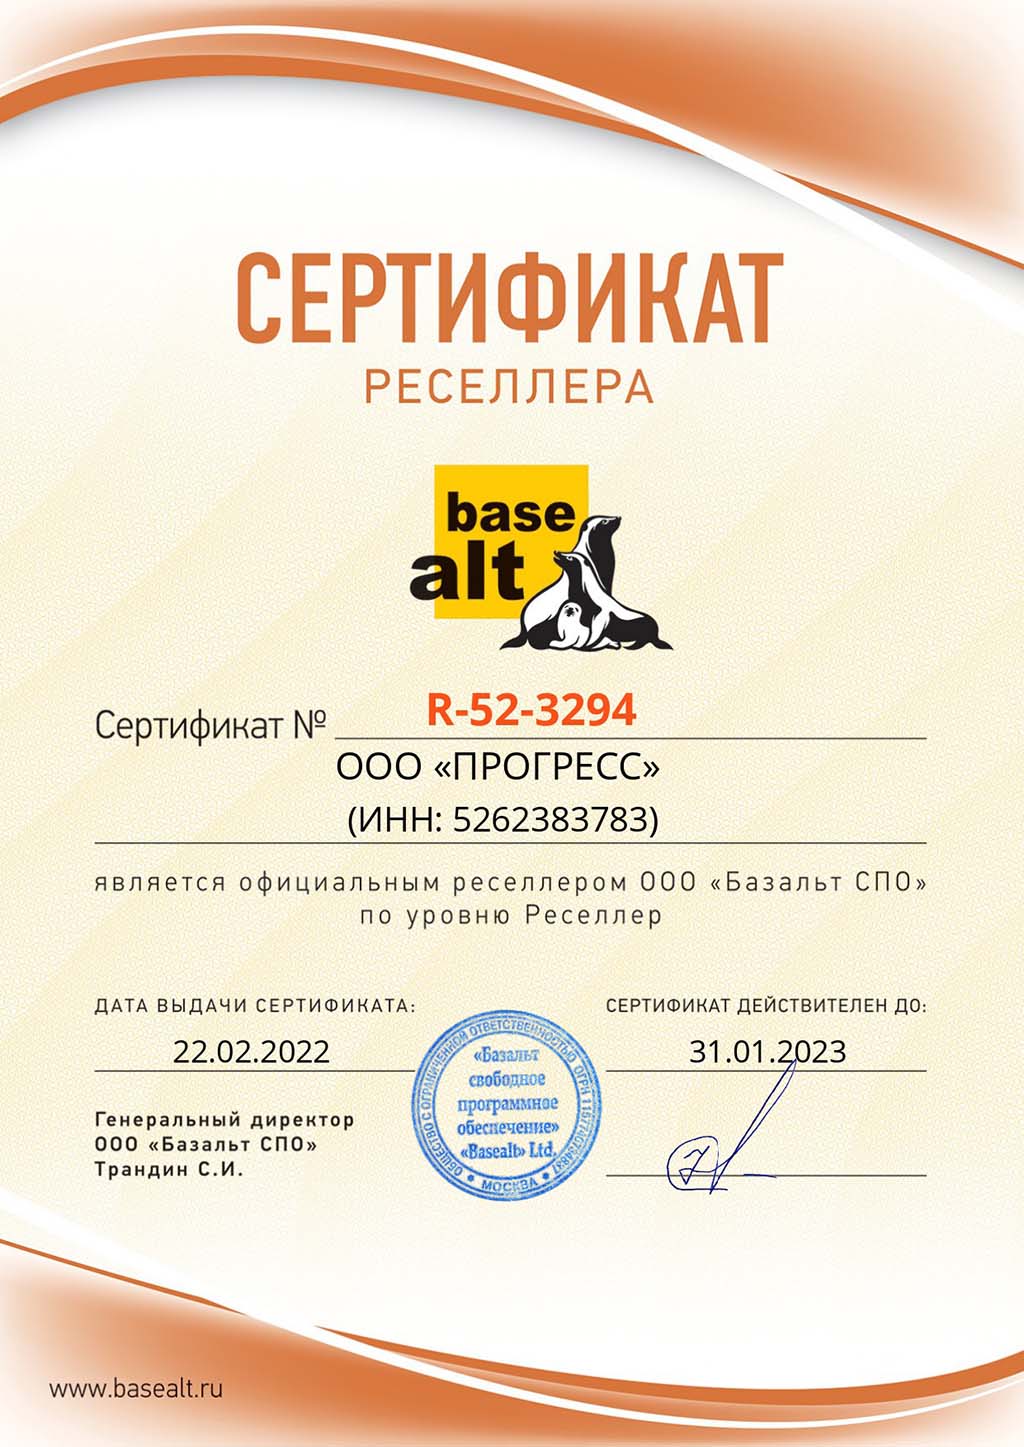 СЕРТИФИКАТ
РЕСЕЛЛЕРА
base
alt
Сертификат № R-52-3294
ООО «ПРОГРЕСС»
(ИНН: 5262383783)
является официальным реселлером ООО «Базальт СПО»
по уровню Реселлер
ДАТА ВЫДАЧИ СЕРТИФИКАТА:
22.02.2022
СЕРТИФИКАТ ДЕЙСТВИТЕЛЕН ДО:
31.01.2023
Генеральный директор
ООО «Базальт СПО»
Трандин С.И.
ОБЩЕСТВО С ОГРАНИЧЕННОЙ ОТВЕТСТВЕННОСТЬЮ ОГРН
«Базальт
свободное
программное
обеспечение»
«Basealt» Ltd.
МОСКВА
www.basealt.ru